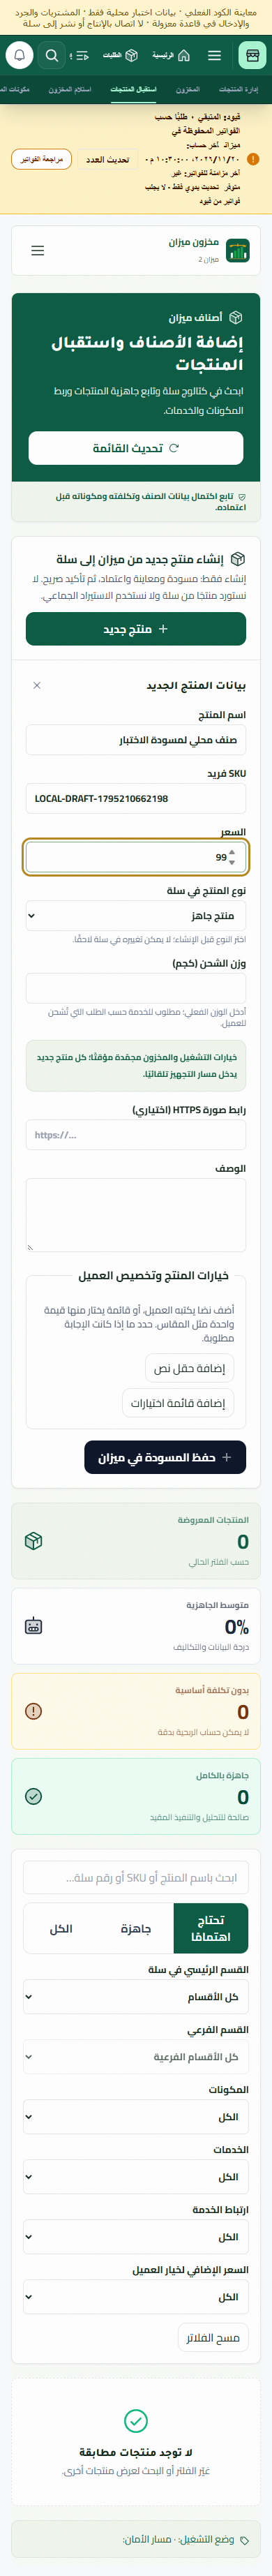 معاينة الكود الفعلي · بيانات اختبار محلية فقط · المشتريات والجرد
والإدخال في قاعدة معزولة · لا اتصال بالإنتاج أو نشر إلى سلة
الرئيسية
الطلبات
إدارة المنتجات
المخزون
استقبال المنتجات
استلام المخزون
قيود: المتبقي ٠ طلبًا حسب
الفواتير المحفوظة في
ميزان آخر حساب:
متوفر · تحديث يدوي فقط · لا يجلب
فواتير من قيود
تحديث العدد
مراجعة الفواتير
مخزون ميزان
ميزان 2
أصناف ميزان
إضافة الأصناف واستقبال
المنتجات
ابحث في كتالوج سلة وتابع جاهزية المنتجات وربط
المكونات والخدمات.
تحديث القائمة
تابع اكتمال بيانات الصنف وتكلفته ومكوناته قبل
اعتماده.
إنشاء منتج جديد من ميزان إلى سلة
إنشاء فقط: مسودة ومعاينة واعتماد، ثم تأكيد صريح. لا
نستورد منتجًا من سلة ولا نستخدم الاستيراد الجماعي.
منتج جديد
بيانات المنتج الجديد
اسم المنتج
صنف محلي لمسودة الاختبار
SKU فريد
LOCAL-DRAFT-1795210662198
السعر
99
نوع المنتج في سلة
منتج جاهز
اختر النوع قبل الإنشاء؛ لا يمكن تغييره في سلة لاحقًا.
وزن الشحن (كجم)
أدخل الوزن الفعلي؛ مطلوب للخدمة حسب الطلب التي تُشحن
للعميل.
خيارات التشغيل والمخزون مجمّدة مؤقتًا؛ كل منتج جديد
يدخل مسار التجهيز تلقائيًا.
رابط صورة HTTPS (اختياري)
https://...
الوصف
خيارات المنتج وتخصيص العميل
أضف نصًا يكتبه العميل، أو قائمة يختار منها قيمة
واحدة مثل المقاس. حدد ما إذا كانت الإجابة
مطلوبة.
إضافة حقل نص
إضافة قائمة اختيارات
حفظ المسودة في ميزان
المنتجات المعروضة
0
حسب الفلتر الحالي
متوسط الجاهزية
0%
درجة البيانات والتكاليف
بدون تكلفة أساسية
0
لا يمكن حساب الربحية بدقة
جاهزة بالكامل
0
صالحة للتحليل والتنفيذ المقيد
ابحث باسم المنتج أو SKU أو رقم سلة...
تحتاج
اهتمامًا
جاهزة
الكل
القسم الرئيسي في سلة
كل الأقسام
القسم الفرعي
كل الأقسام الفرعية
المكونات
الكل
الخدمات
الكل
ارتباط الخدمة
الكل
السعر الإضافي لخيار العميل
الكل
مسح الفلاتر
لا توجد منتجات مطابقة
غيّر الفلتر أو البحث لعرض منتجات أخرى.
وضع التشغيل: · مسار الأمان: